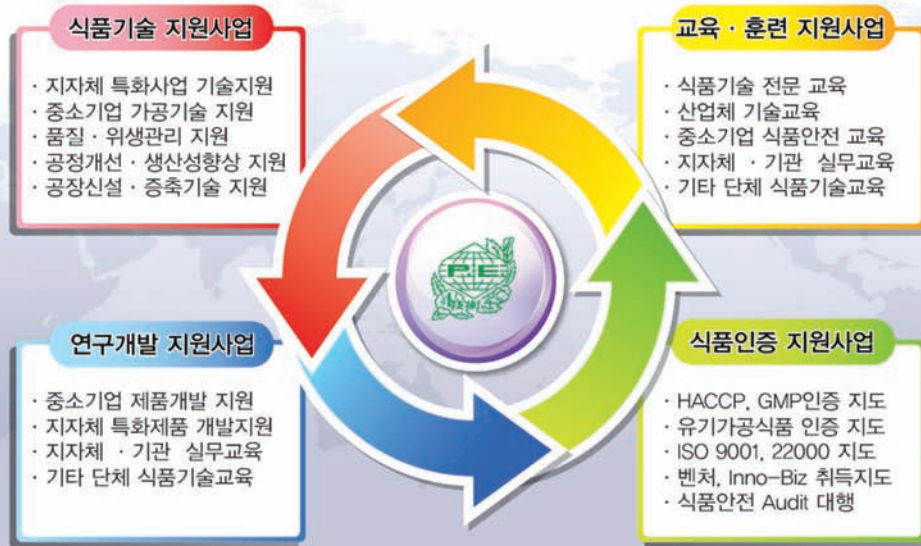 식품기술 지원사업
· 지자체 특화사업 기술지원
· 중소기업 가공기술 지원
· 품질 · 위생관리 지원
· 공정개선 · 생산성향상 지원
· 공장신설 · 증축기술 지원
교육 · 훈련 지원사업
· 식품기술 전문 교육
· 산업체 기술교육
· 중소기업 식품안전 교육
· 지자체 · 기관 실무교육
· 기타 단체 식품기술교육
P E
연구개발 지원사업
· 중소기업 제품개발 지원
· 지자체 특화제품 개발지원
· 지자체 · 기관 실무교육
· 기타 단체 식품기술교육
식품인증 지원사업
· HACCP, GMP인증 지도
· 유기가공식품 인증 지도
· ISO 9001, 22000 지도
· 벤처, Inno-Biz 취득지도
· 식품안전 Audit 대행